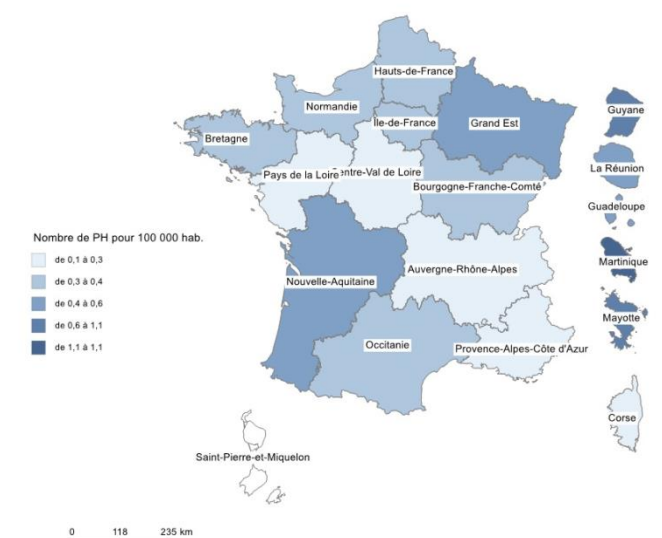 Hauts-de-France
Normandie
Île-de-France
Grand Est
Bretagne
Pays de la Loire
Centre-Val de Loire
Bourgogne-Franche-Comté
Nombre de PH pour 100 000 hab.
de 0,1 à 0,3
de 0,3 à 0,4
de 0,4 à 0,6
de 0,6 à 1,1
de 1,1 à 1,1
Nouvelle-Aquitaine
Auvergne-Rhône-Alpes
Occitanie
Provence-Alpes-Côte d'Azur
Guyane
La Réunion
Guadeloupe
Martinique
Mayotte
Corse
Saint-Pierre-et-Miquelon
0 118 235 km